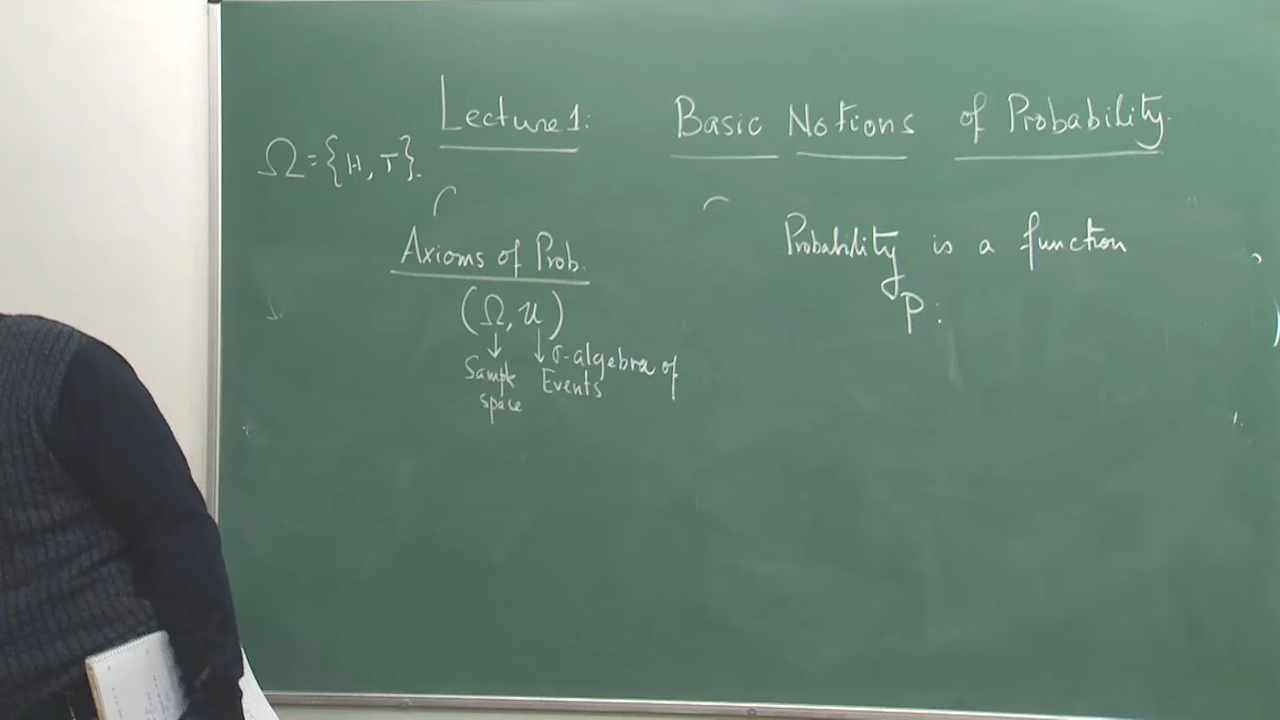 Lecture 1: Basic Notions of Probability.
Ω = {H, T}.
Axioms of Prob.
(Ω, U)
↓ ↓ σ-algebra of
Sample Events
space
Probability is a function
P :